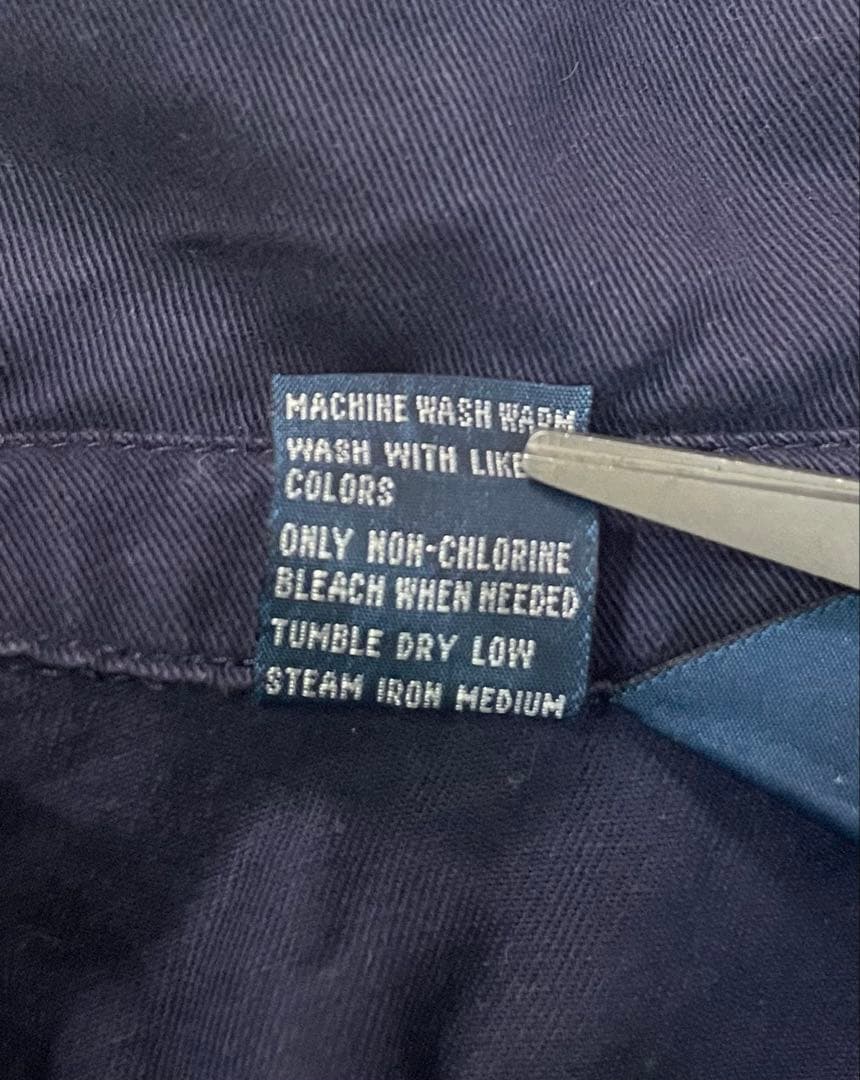 MACHINE WASH WARM
WASH WITH LIKE
COLORS
ONLY NON-CHLORINE
BLEACH WHEN NEEDED
TUMBLE DRY LOW
STEAM IRON MEDIUM